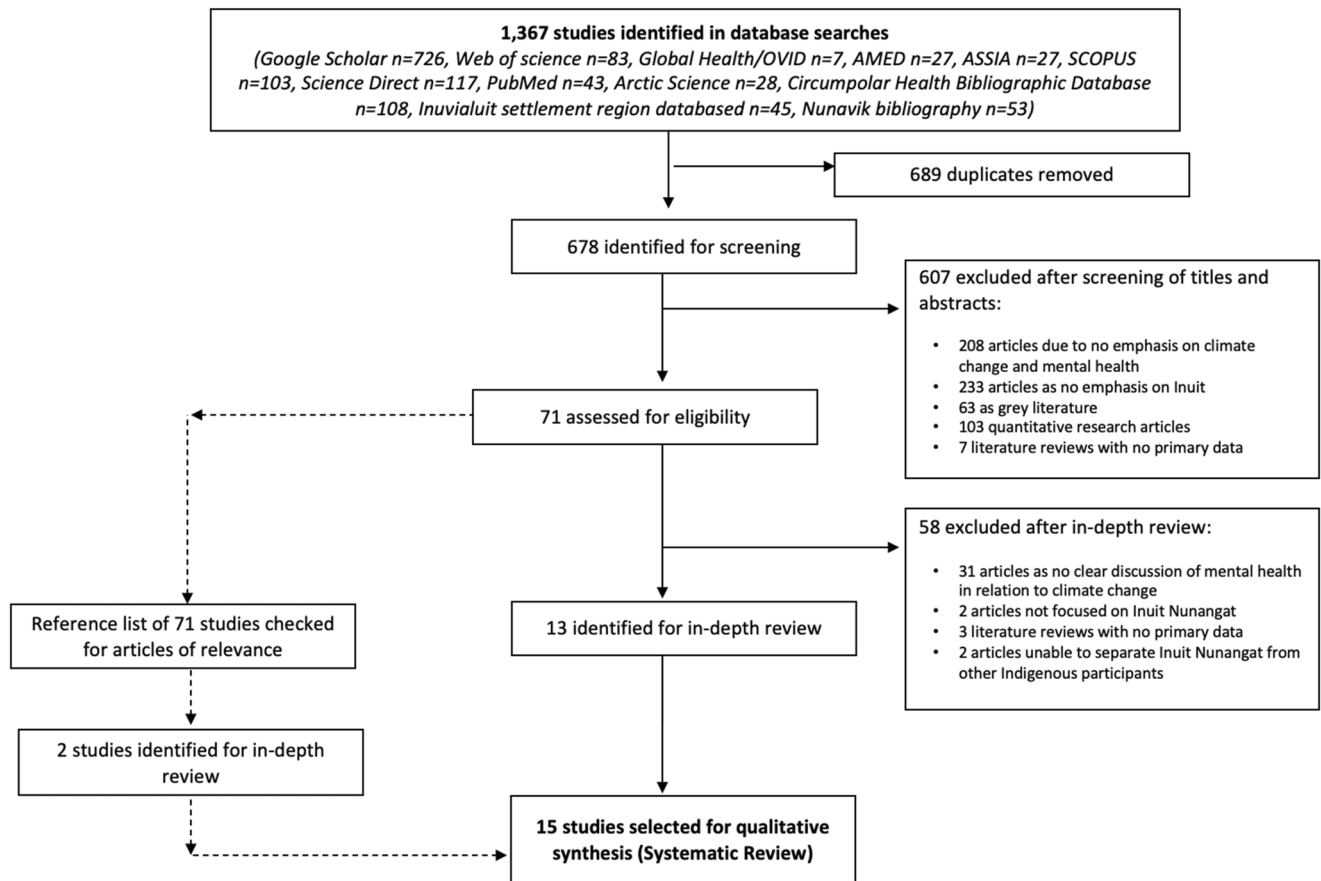 1,367 studies identified in database searches
(Google Scholar n=726, Web of science n=83, Global Health/OVID n=7, AMED n=27, ASSIA n=27, SCOPUS
n=103, Science Direct n=117, PubMed n=43, Arctic Science n=28, Circumpolar Health Bibliographic Database
n=108, Inuvialuit settlement region databased n=45, Nunavik bibliography n=53)
689 duplicates removed
678 identified for screening
607 excluded after screening of titles and
abstracts:
• 208 articles due to no emphasis on climate
change and mental health
• 233 articles as no emphasis on Inuit
• 63 as grey literature
• 103 quantitative research articles
• 7 literature reviews with no primary data
71 assessed for eligibility
58 excluded after in-depth review:
• 31 articles as no clear discussion of mental health
in relation to climate change
• 2 articles not focused on Inuit Nunangat
• 3 literature reviews with no primary data
• 2 articles unable to separate Inuit Nunangat from
other Indigenous participants
Reference list of 71 studies checked
for articles of relevance
13 identified for in-depth review
2 studies identified for in-depth
review
15 studies selected for qualitative
synthesis (Systematic Review)